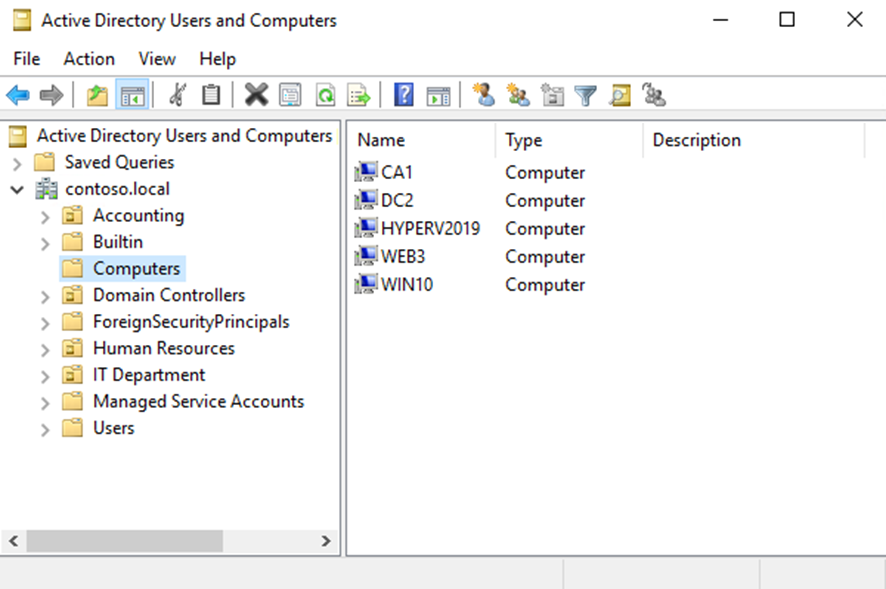 Active Directory Users and Computers
File Action View Help
Active Directory Users and Computers
Saved Queries
contoso.local
Accounting
Builtin
Computers
Domain Controllers
ForeignSecurityPrincipals
Human Resources
IT Department
Managed Service Accounts
Users
Name Type Description
CA1 Computer
DC2 Computer
HYPERV2019 Computer
WEB3 Computer
WIN10 Computer